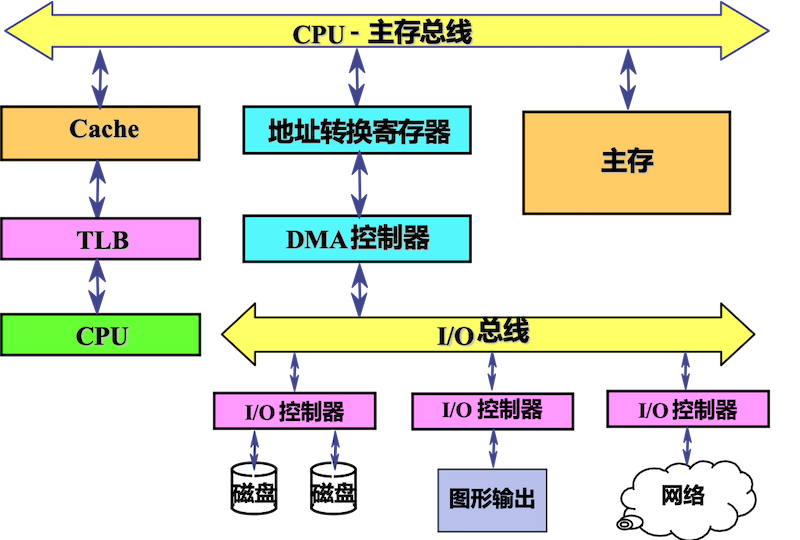 CPU - 主存总线
Cache
地址转换寄存器
主存
TLB
DMA 控制器
CPU
I/O 总线
I/O 控制器
I/O 控制器
I/O 控制器
磁盘
磁盘
图形输出
网络